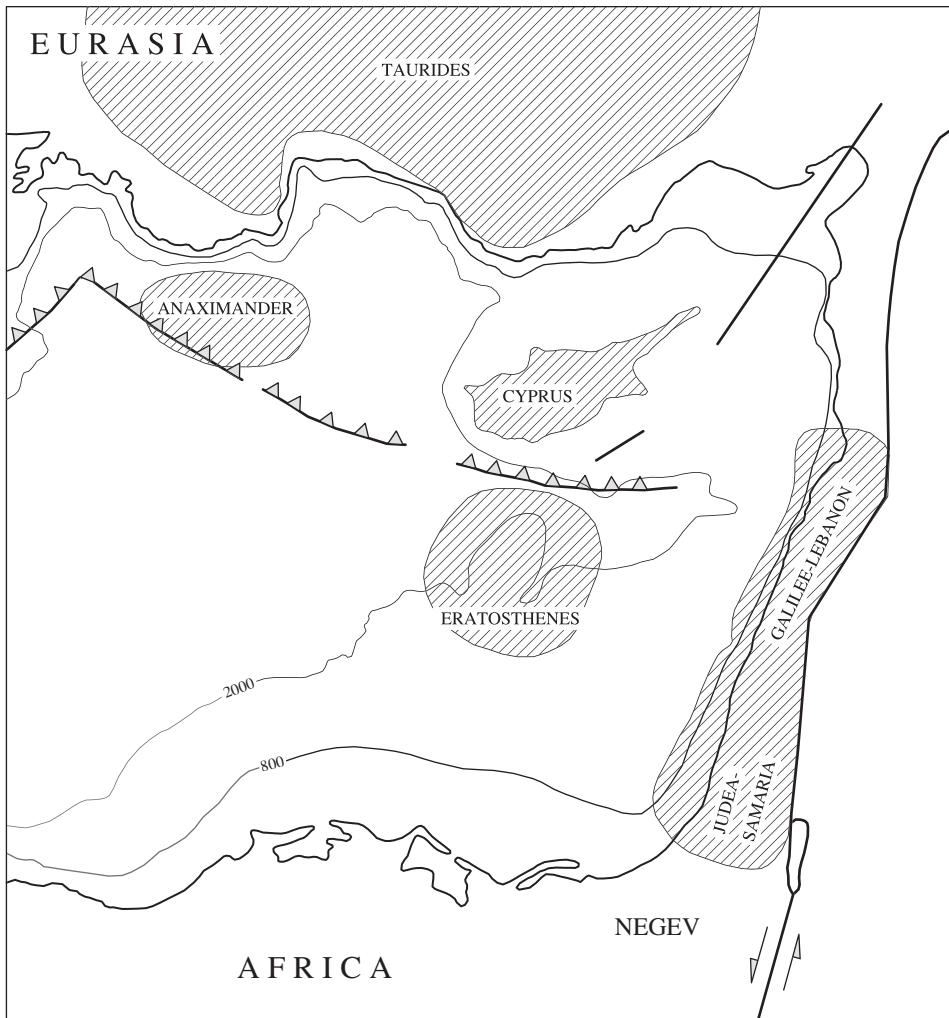 EURASIA
TAURIDES
ANAXIMANDER
CYPRUS
GALILEE-LEBANON
ERATOSTHENES
2000
800
JUDEA-
SAMARIA
NEGEV
AFRICA